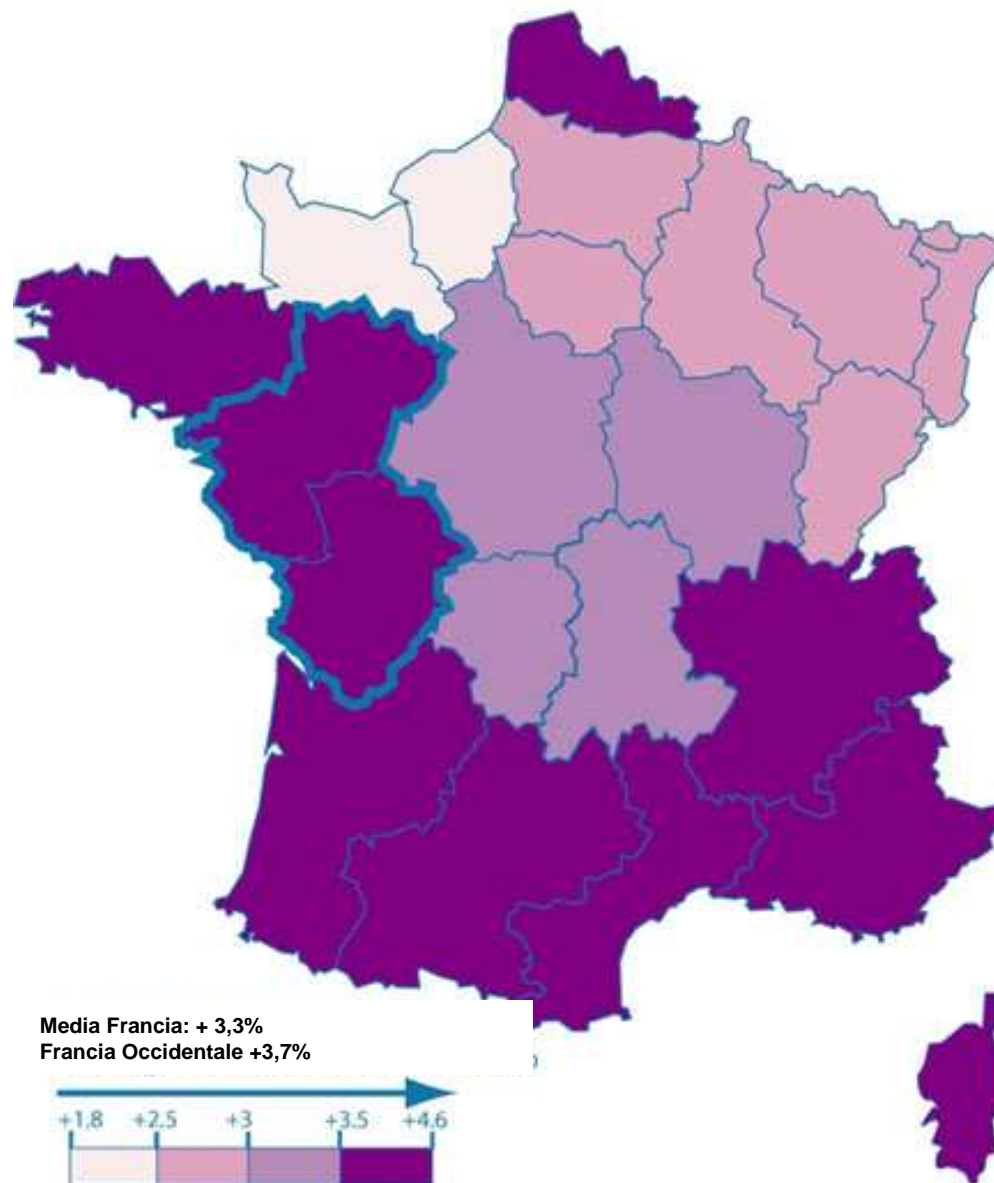 Media Francia: + 3,3%
Francia Occidentale +3,7%
+1.8 +2.5 +3 +3.5 +4.6